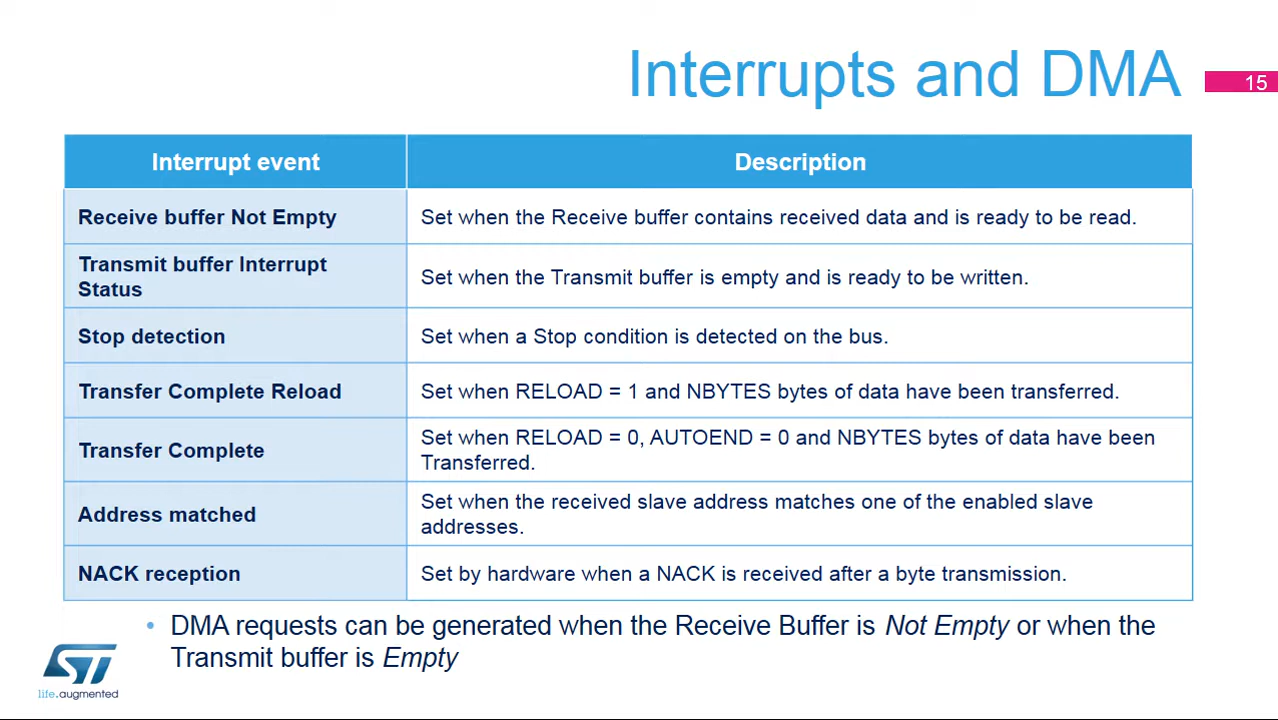 Interrupts and DMA
15
Interrupt event
Description
Receive buffer Not Empty
Set when the Receive buffer contains received data and is ready to be read.
Transmit buffer Interrupt
Status
Set when the Transmit buffer is empty and is ready to be written.
Stop detection
Set when a Stop condition is detected on the bus.
Transfer Complete Reload
Set when RELOAD = 1 and NBYTES bytes of data have been transferred.
Transfer Complete
Set when RELOAD = 0, AUTOEND = 0 and NBYTES bytes of data have been
Transferred.
Address matched
Set when the received slave address matches one of the enabled slave
addresses.
NACK reception
Set by hardware when a NACK is received after a byte transmission.
• DMA requests can be generated when the Receive Buffer is Not Empty or when the
Transmit buffer is Empty
ST
life.augmented